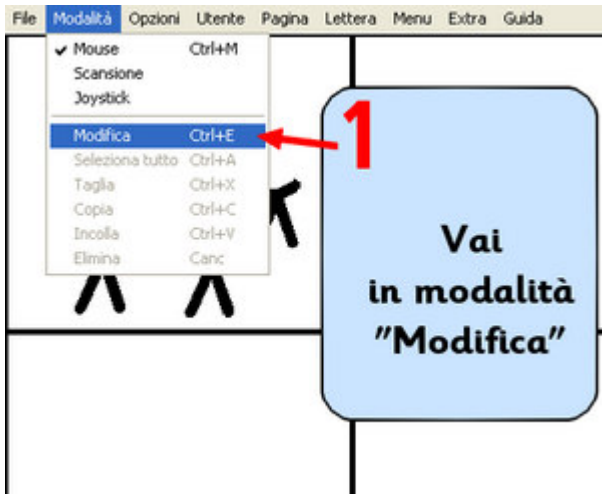 File Modalità Opzioni Utente Pagina Lettera Menu Extra Guida
✓ Mouse Ctrl+M
Scansione
Joystick
Modifica Ctrl+E
Seleziona tutto Ctrl+A
Taglia Ctrl+X
Copia Ctrl+C
Incolla Ctrl+V
Elimina Canc
1
Vai
in modalità
"Modifica"